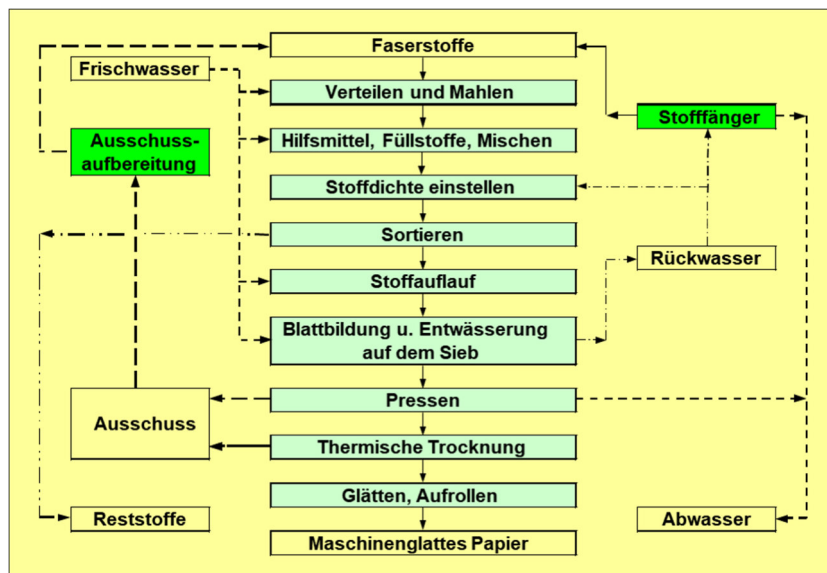 Faserstoffe
Frischwasser
Verteilen und Mahlen
Stofffänger
Ausschuss-
aufbereitung
Hilfsmittel, Füllstoffe, Mischen
Stoffdichte einstellen
Sortieren
Rückwasser
Stoffauflauf
Blattbildung u. Entwässerung
auf dem Sieb
Pressen
Ausschuss
Thermische Trocknung
Glätten, Aufrollen
Reststoffe
Abwasser
Maschinenglattes Papier